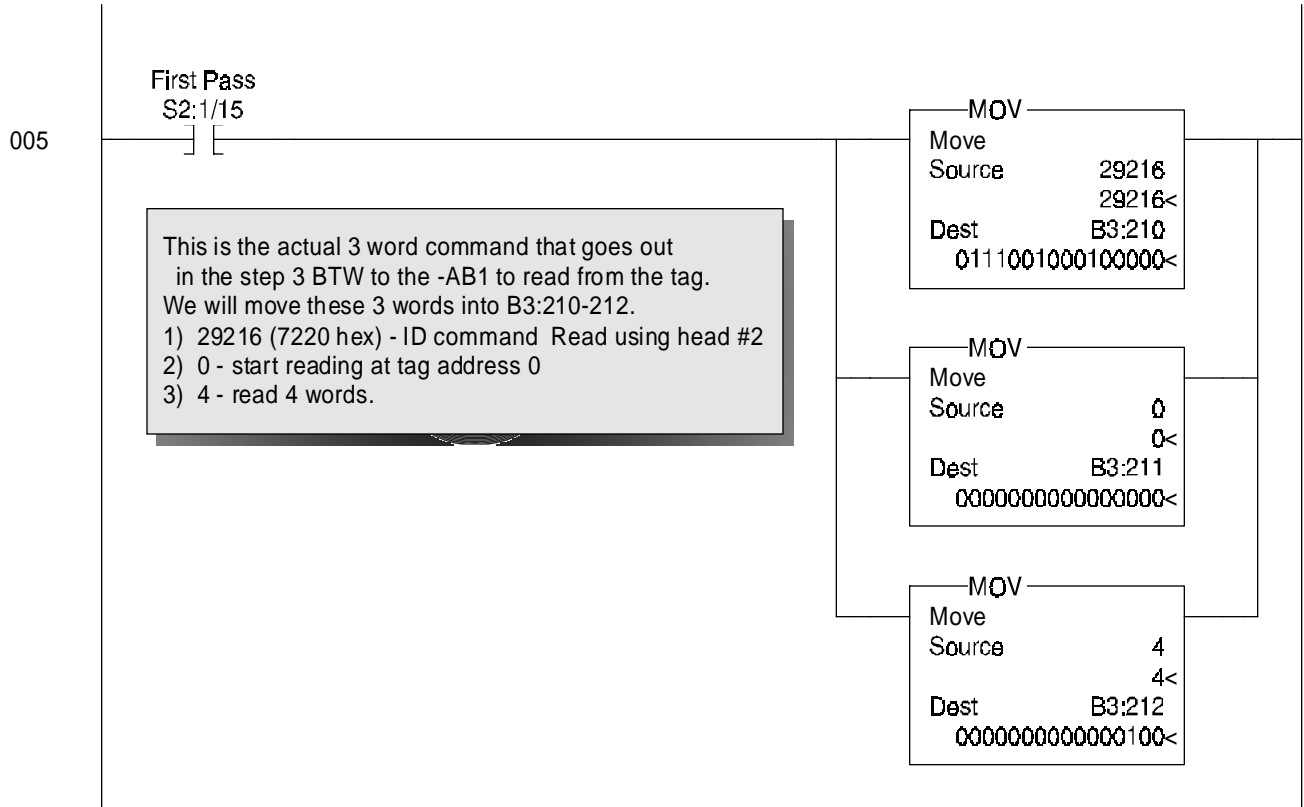 First Pass
S2:1/15
005
This is the actual 3 word command that goes out
in the step 3 BTW to the -AB1 to read from the tag.
We will move these 3 words into B3:210-212.
1) 29216 (7220 hex) - ID command Read using head #2
2) 0 - start reading at tag address 0
3) 4 - read 4 words.
MOV
Move
Source 29216
29216<
Dest B3:210
0111001000100000<
MOV
Move
Source 0
0<
Dest B3:211
0000000000000000<
MOV
Move
Source 4
4<
Dest B3:212
0000000000000100<